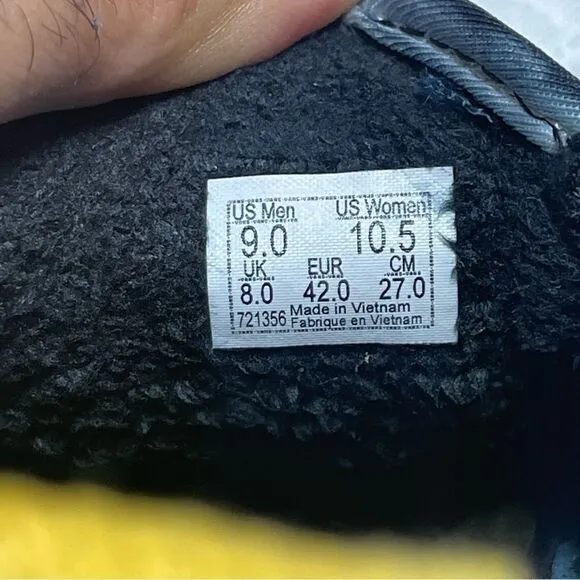 US Men US Women
9.0 10.5
UK EUR CM.
8.0 42.0 27.0
721356 Made in Vietnam
Fabrique en Vietnam